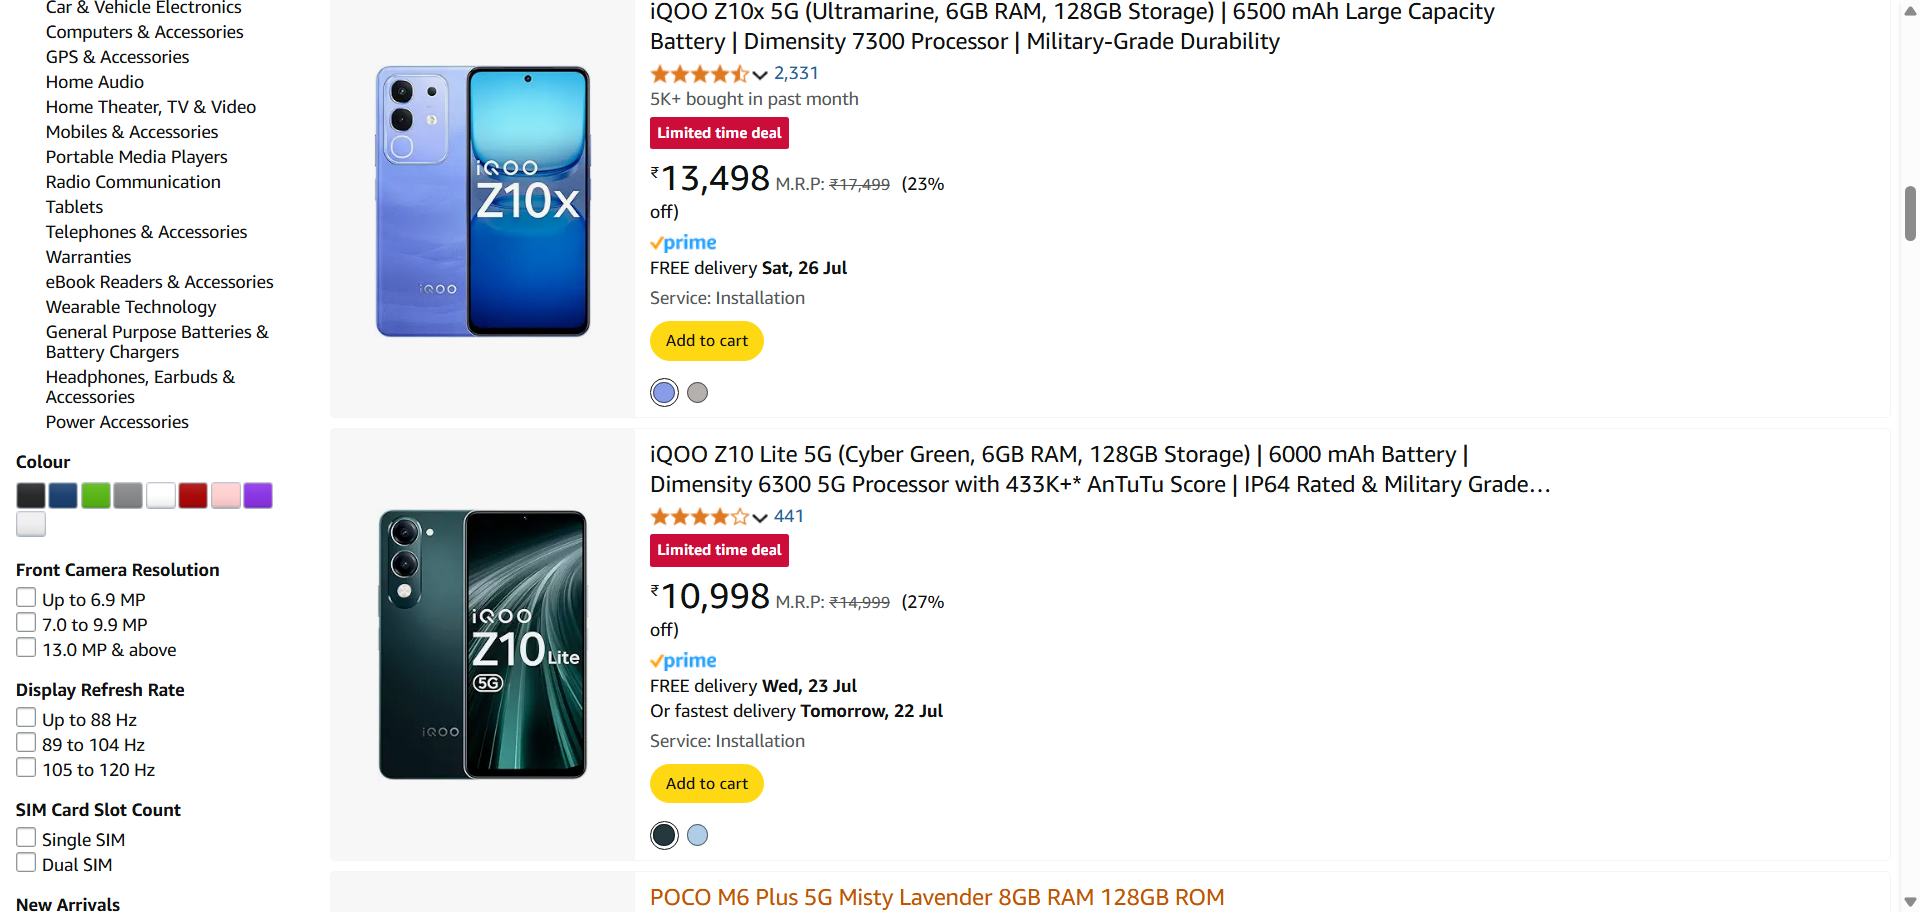 Car & Vehicle Electronics
Computers & Accessories
GPS & Accessories
Home Audio
Home Theater, TV & Video
Mobiles & Accessories
Portable Media Players
Radio Communication
Tablets
Telephones & Accessories
Warranties
eBook Readers & Accessories
Wearable Technology
General Purpose Batteries &
Battery Chargers
Headphones, Earbuds &
Accessories
Power Accessories
Colour
Front Camera Resolution
Up to 6.9 MP
7.0 to 9.9 MP
13.0 MP & above
Display Refresh Rate
Up to 88 Hz
89 to 104 Hz
105 to 120 Hz
SIM Card Slot Count
Single SIM
Dual SIM
New Arrivals
iQOO
Z10x
iQOO
iQOO Z10x 5G (Ultramarine, 6GB RAM, 128GB Storage) | 6500 mAh Large Capacity
Battery | Dimensity 7300 Processor | Military-Grade Durability
2,331
5K+ bought in past month
Limited time deal
₹13,498 M.R.P: ₹17,499 (23%
off)
prime
FREE delivery Sat, 26 Jul
Service: Installation
Add to cart
iQOO
Z10 Lite
5G
iQOO
iQOO Z10 Lite 5G (Cyber Green, 6GB RAM, 128GB Storage) | 6000 mAh Battery |
Dimensity 6300 5G Processor with 433K+* AnTuTu Score | IP64 Rated & Military Grade…
441
Limited time deal
₹10,998 M.R.P: ₹14,999 (27%
off)
prime
FREE delivery Wed, 23 Jul
Or fastest delivery Tomorrow, 22 Jul
Service: Installation
Add to cart
POCO M6 Plus 5G Misty Lavender 8GB RAM 128GB ROM